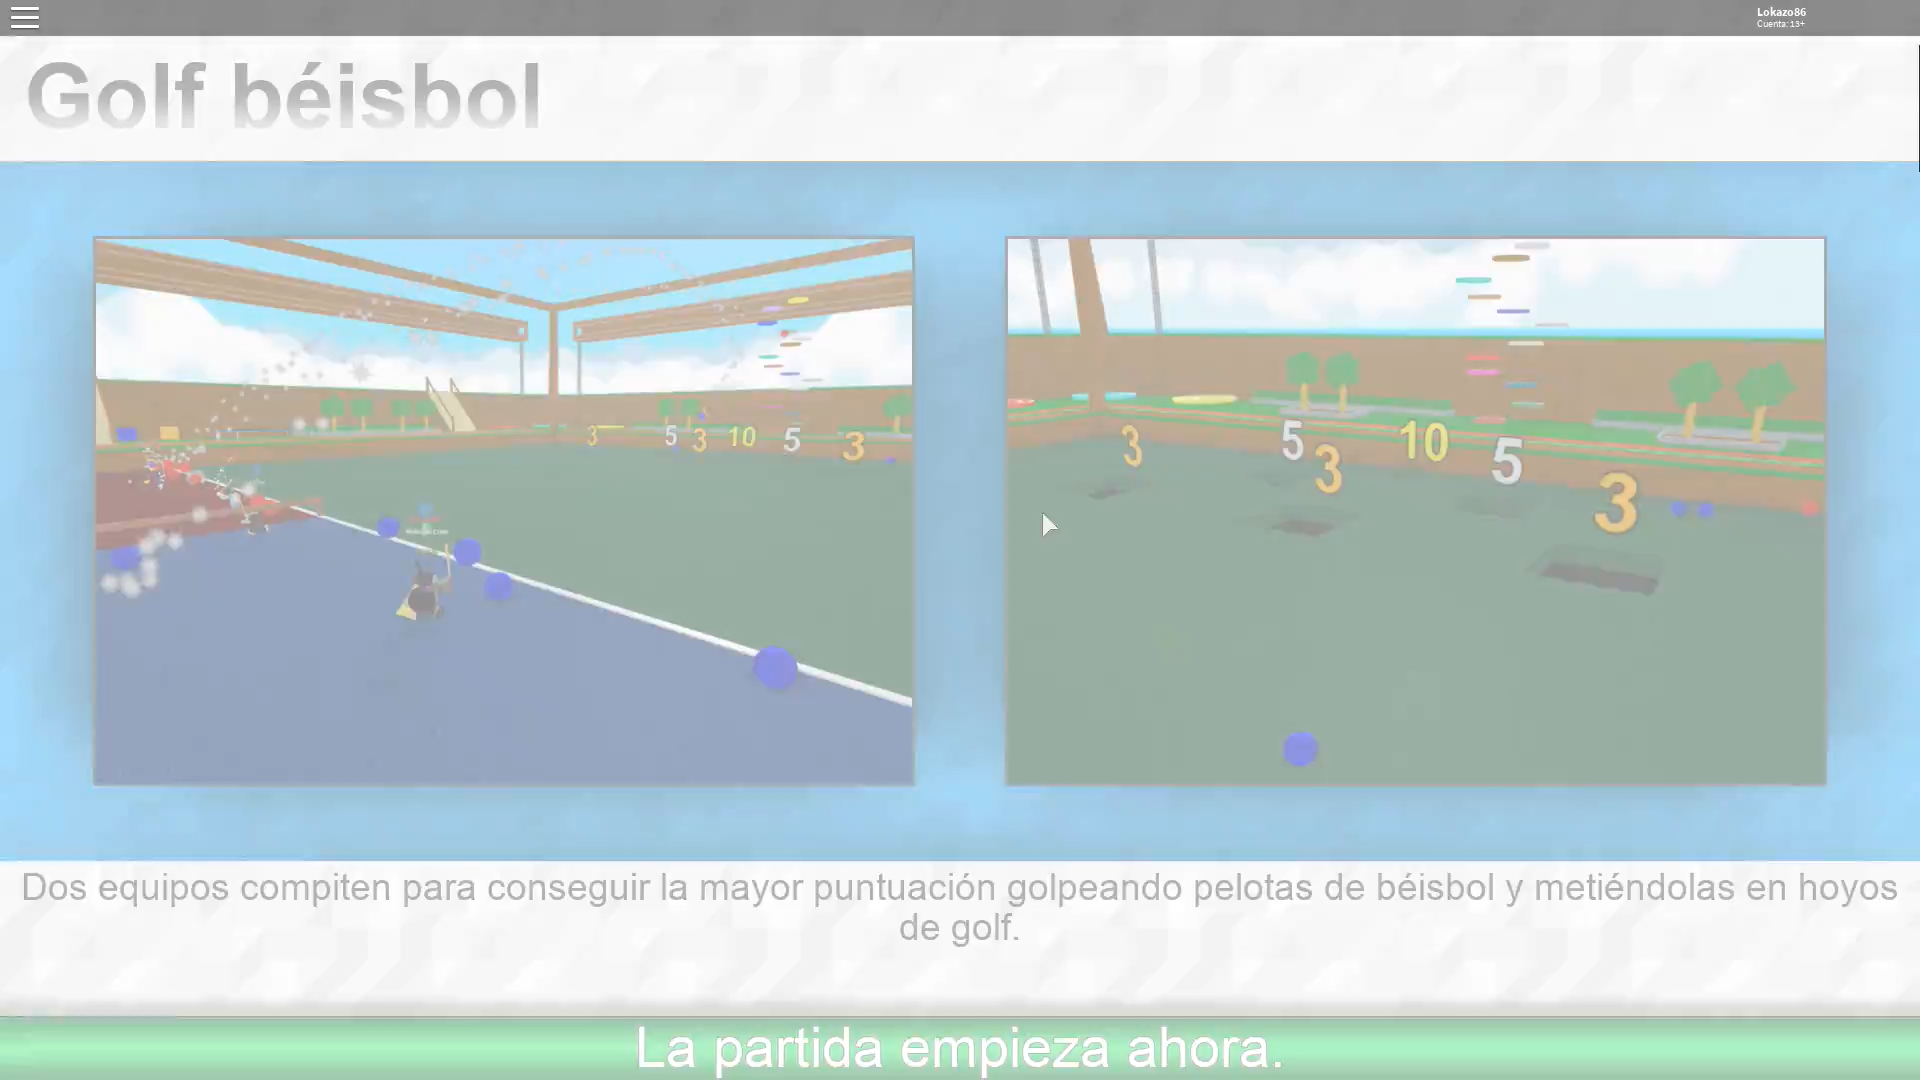 Lokazo86
Cuenta: 13+
Golf béisbol
3 5 3 10 5 3
3 5 3 10 5 3
Dos equipos compiten para conseguir la mayor puntuación golpeando pelotas de béisbol y metiéndolas en hoyos
de golf.
La partida empieza ahora.